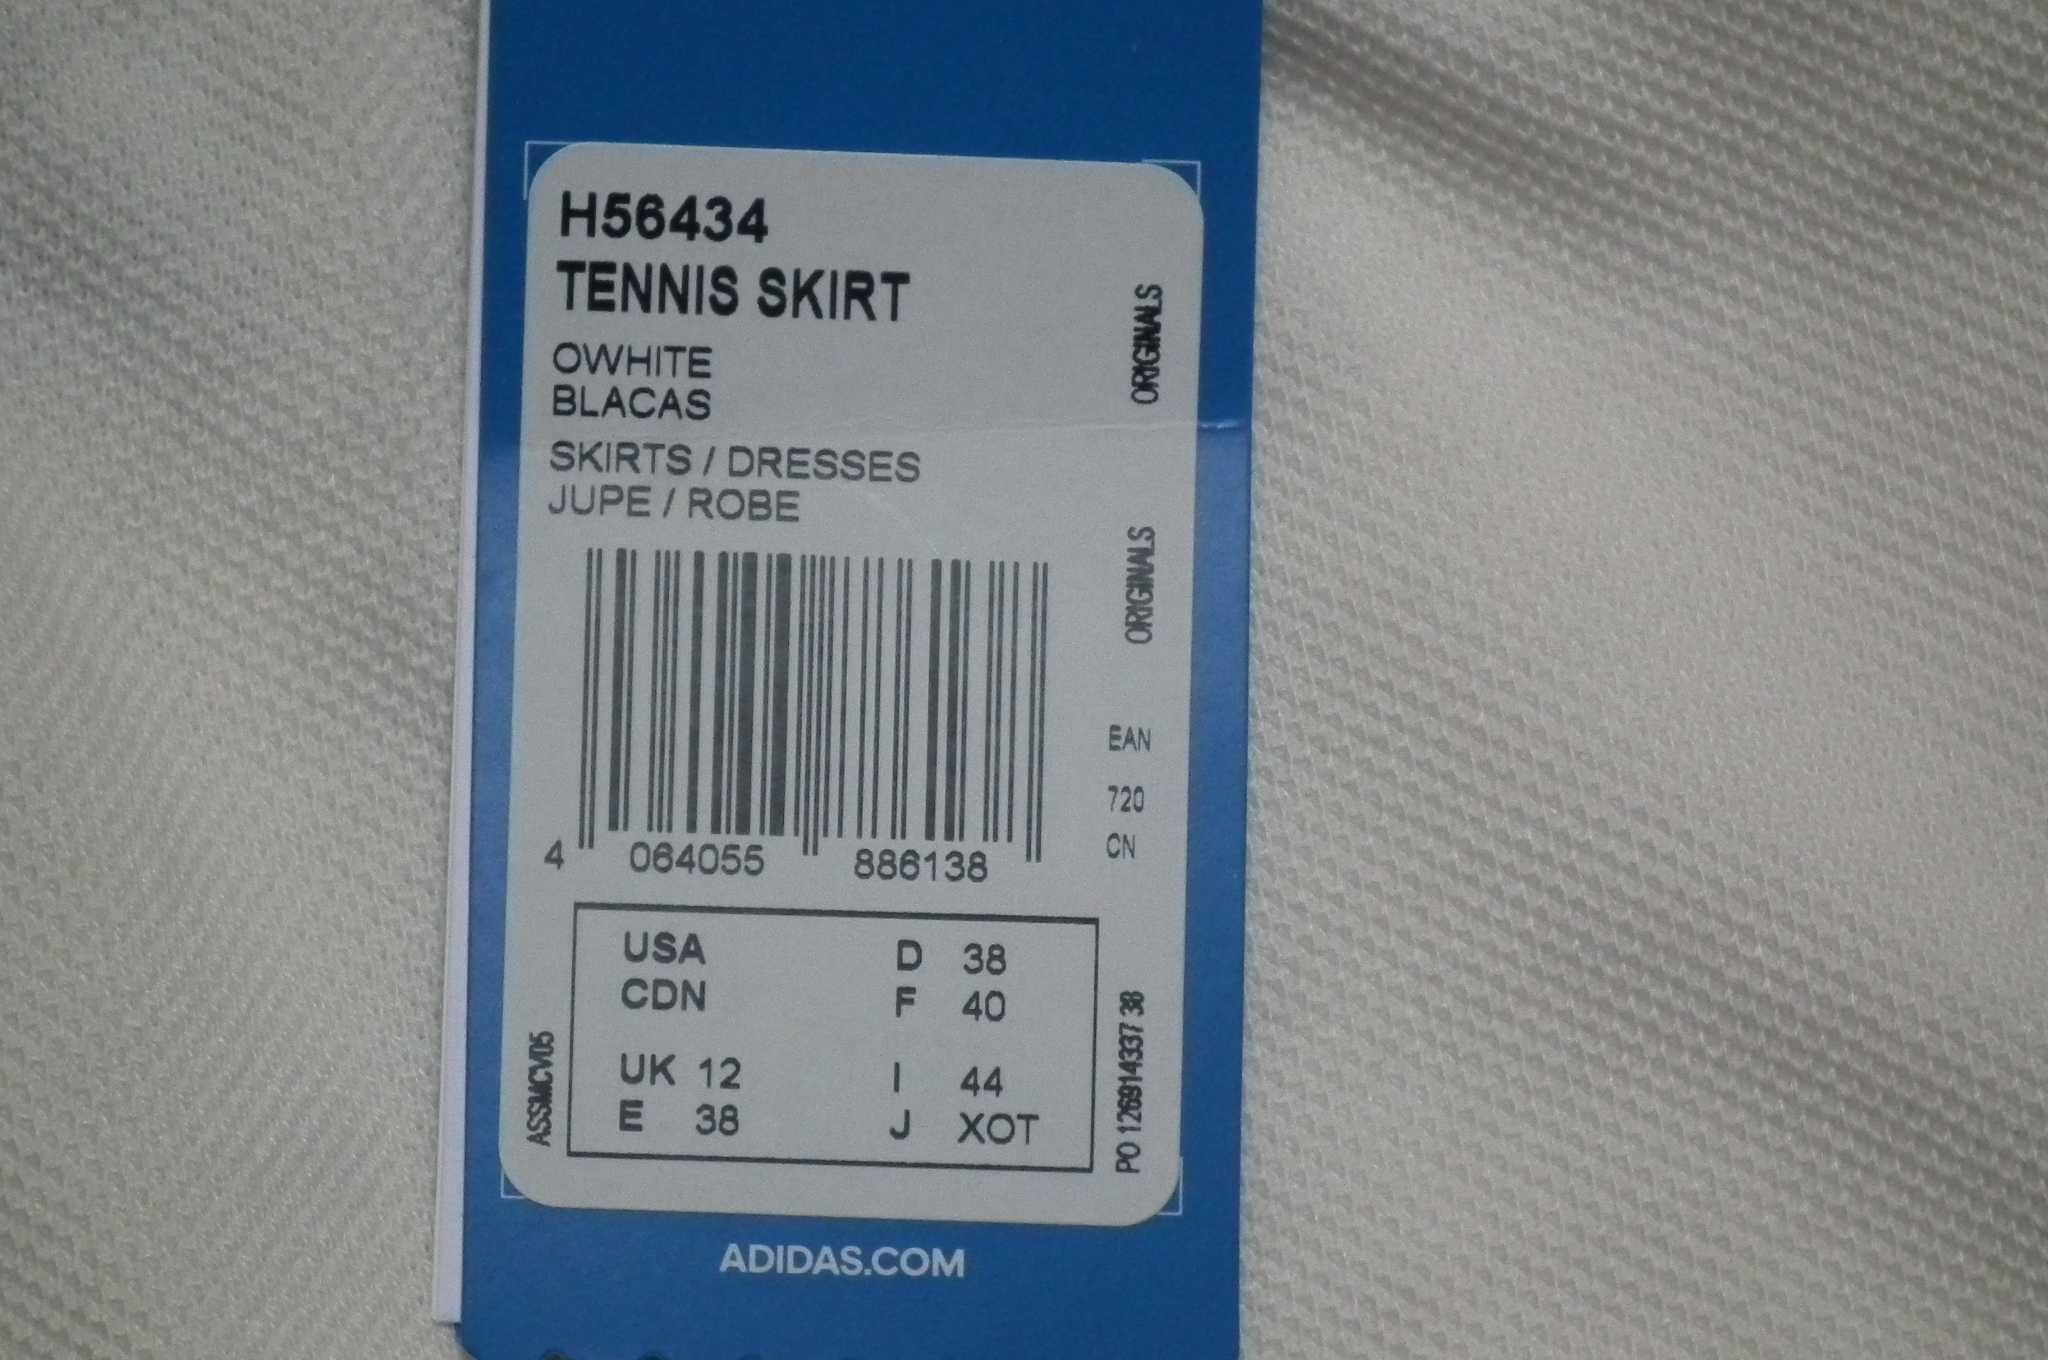 H56434
TENNIS SKIRT
OWHITE
BLACAS
SKIRTS / DRESSES
JUPE / ROBE
ORIGINALS
ORIGINALS
EAN
720
CN
4 064055 886138
USA D 38
CDN F 40
UK 12 I 44
E 38 J XOT
ASSMCV05
PO 126914337 38
ADIDAS.COM